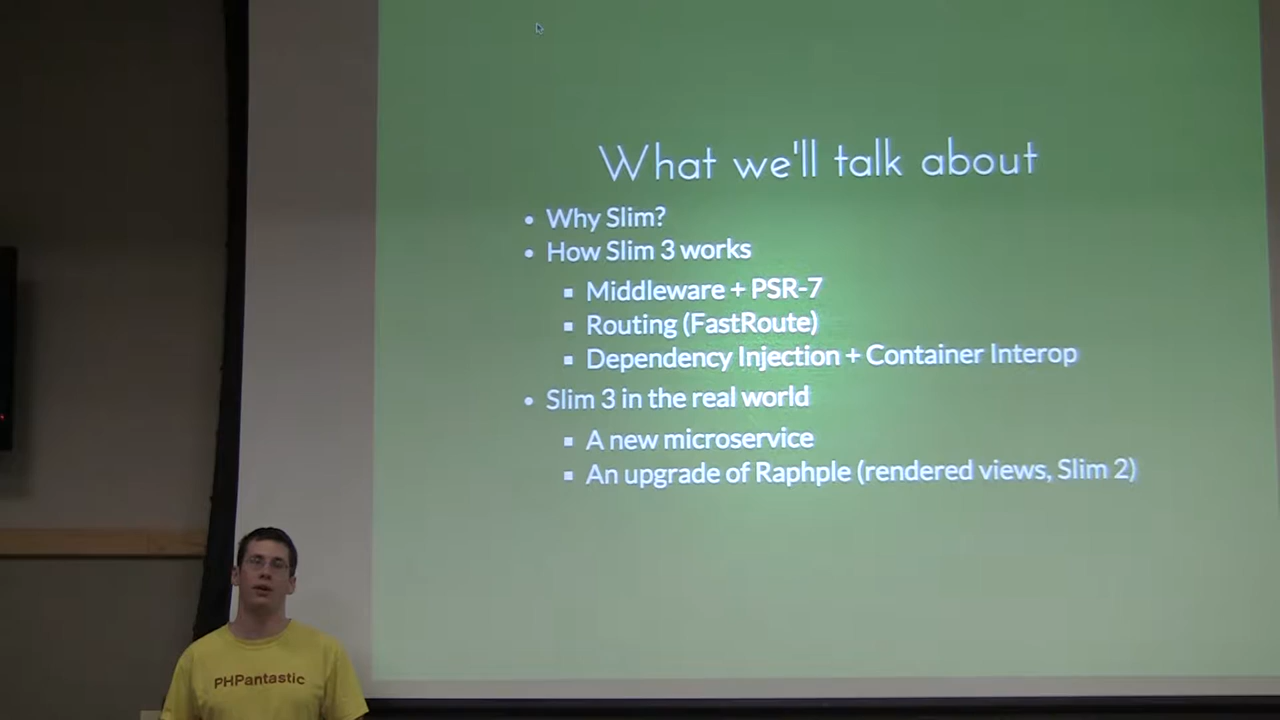 What we'll talk about
• Why Slim?
• How Slim 3 works
▪ Middleware + PSR-7
▪ Routing (FastRoute)
▪ Dependency Injection + Container Interop
• Slim 3 in the real world
▪ A new microservice
▪ An upgrade of Raphple (rendered views, Slim 2)
PHPantastic